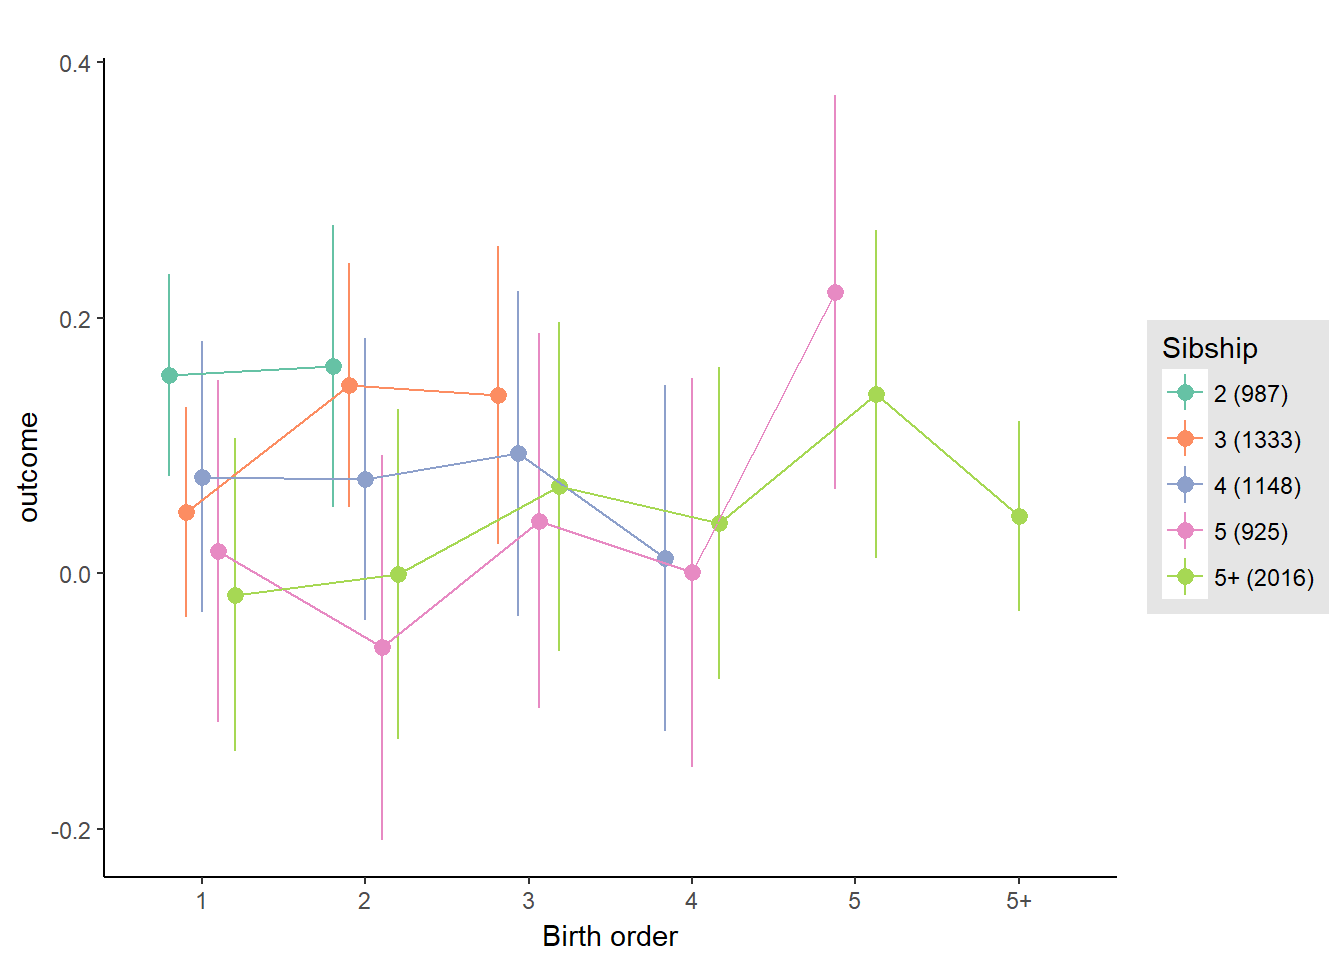 0.4
0.2
0.0
-0.2
outcome
1 2 3 4 5 5+
Birth order
Sibship
2 (987)
3 (1333)
4 (1148)
5 (925)
5+ (2016)